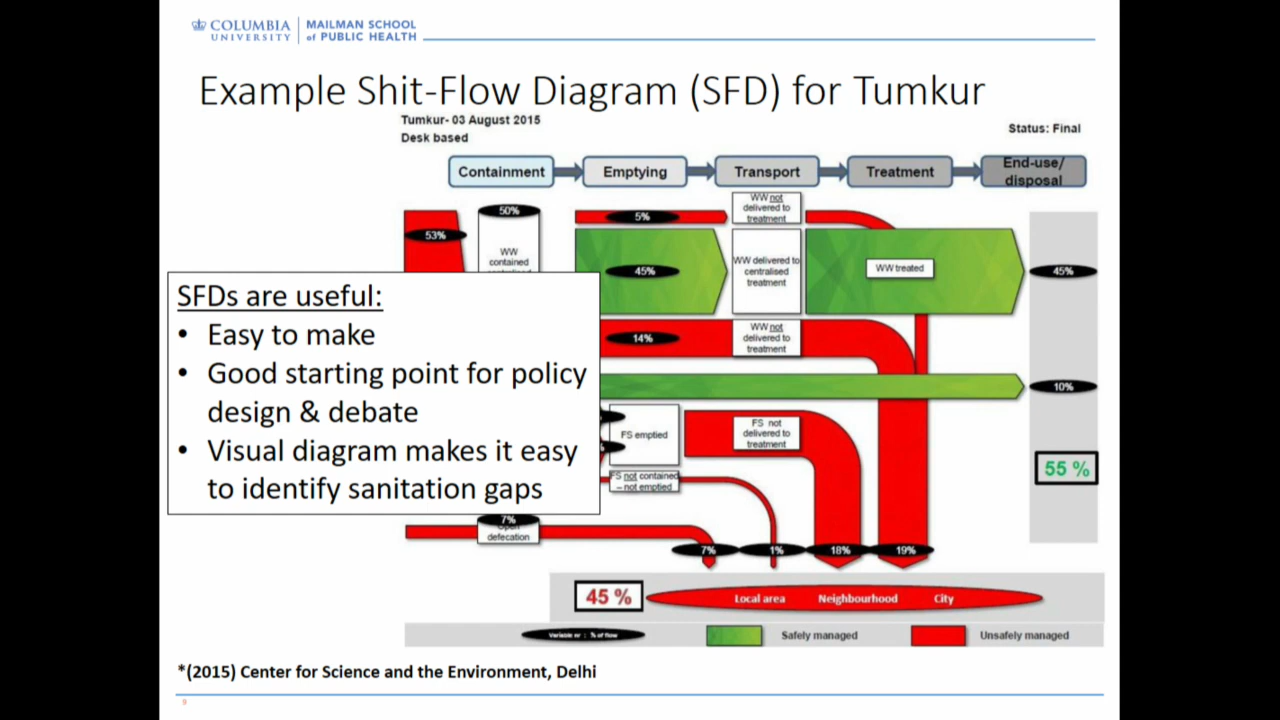 COLUMBIA
UNIVERSITY
MAILMAN SCHOOL
of PUBLIC HEALTH
Example Shit-Flow Diagram (SFD) for Tumkur
Tumkur- 03 August 2015
Desk based
Status: Final
Containment
Emptying
Transport
Treatment
End-use/
disposal
53%
50%
WW
contained
5%
WW not
delivered to
treatment
45%
WW delivered to
centralised
treatment
WW treated
45%
14%
WW not
delivered to
treatment
10%
FS emptied
FS not
delivered to
treatment
FS not contained
– not emptied
55 %
SFDs are useful:
• Easy to make
• Good starting point for policy
design & debate
• Visual diagram makes it easy
to identify sanitation gaps
7%
defecation
7%
1%
18%
19%
45 %
Local area
Neighbourhood
City
Variable nr : % of flow
Safely managed
Unsafely managed
*(2015) Center for Science and the Environment, Delhi
9